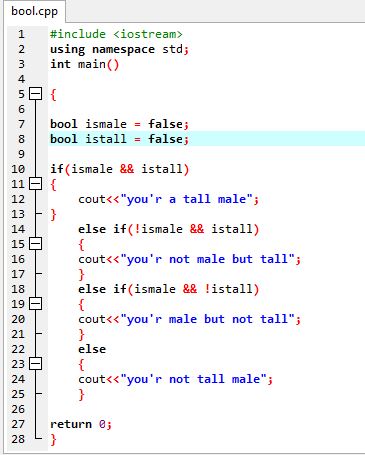 bool.cpp
1 #include <iostream>
2 using namespace std;
3 int main()
4
5 {
6
7 bool ismale = false;
8 bool istall = false;
9
10 if(ismale && istall)
11 {
12 cout<<"you'r a tall male";
13 }
14 else if(!ismale && istall)
15 {
16 cout<<"you'r not male but tall";
17 }
18 else if(ismale && !istall)
19 {
20 cout<<"you'r male but not tall";
21 }
22 else
23 {
24 cout<<"you'r not tall male";
25 }
26
27 return 0;
28 }